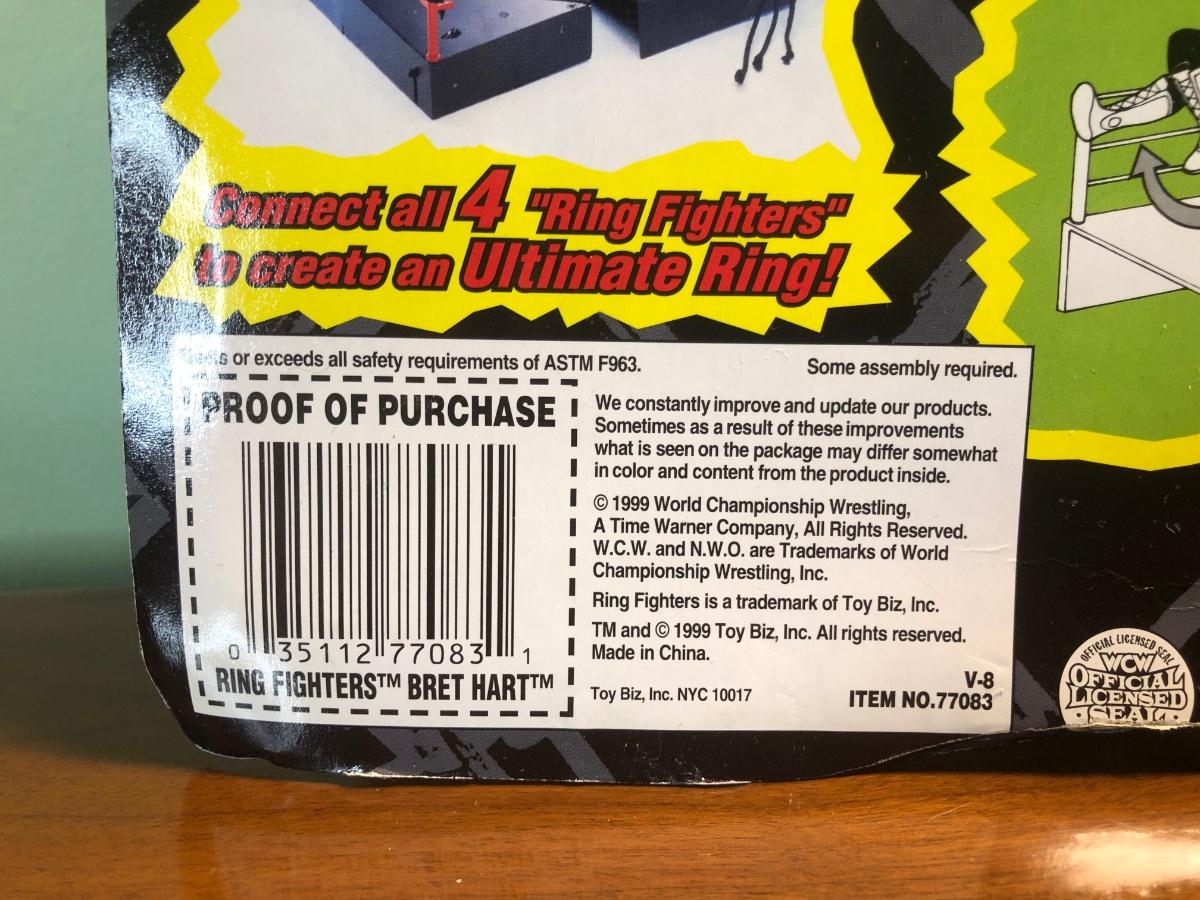 Connect all 4 "Ring Fighters"
to create an Ultimate Ring!
Meets or exceeds all safety requirements of ASTM F963.
Some assembly required.
PROOF OF PURCHASE
0 35112 77083 1
RING FIGHTERS™ BRET HART™
We constantly improve and update our products.
Sometimes as a result of these improvements
what is seen on the package may differ somewhat
in color and content from the product inside.
© 1999 World Championship Wrestling,
A Time Warner Company, All Rights Reserved.
W.C.W. and N.W.O. are Trademarks of World
Championship Wrestling, Inc.
Ring Fighters is a trademark of Toy Biz, Inc.
TM and © 1999 Toy Biz, Inc. All rights reserved.
Made in China.
Toy Biz, Inc. NYC 10017
V-8
ITEM NO.77083
OFFICIAL LICENSED SEAL
WCW
OFFICIAL
LICENSED
SEAL